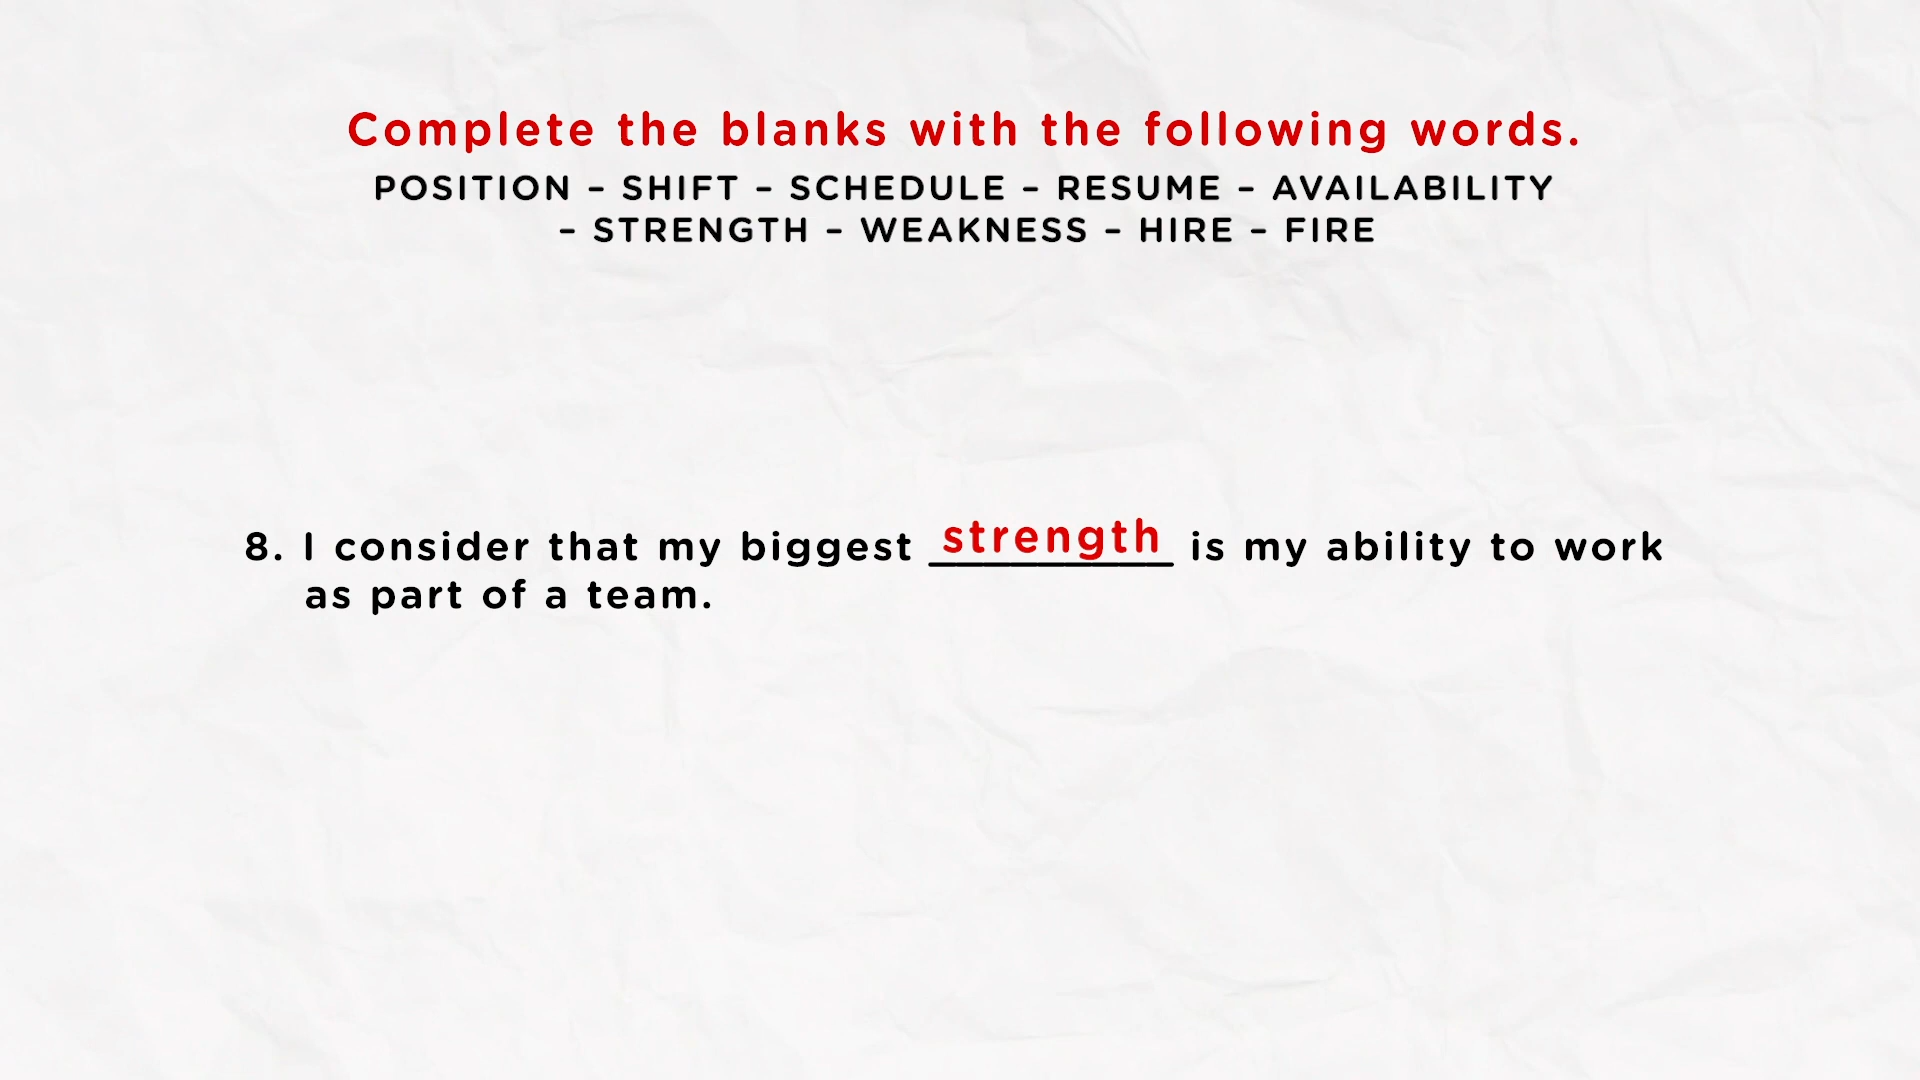 Complete the blanks with the following words.
POSITION – SHIFT – SCHEDULE – RESUME – AVAILABILITY
– STRENGTH – WEAKNESS – HIRE – FIRE
8. I consider that my biggest strength is my ability to work
as part of a team.